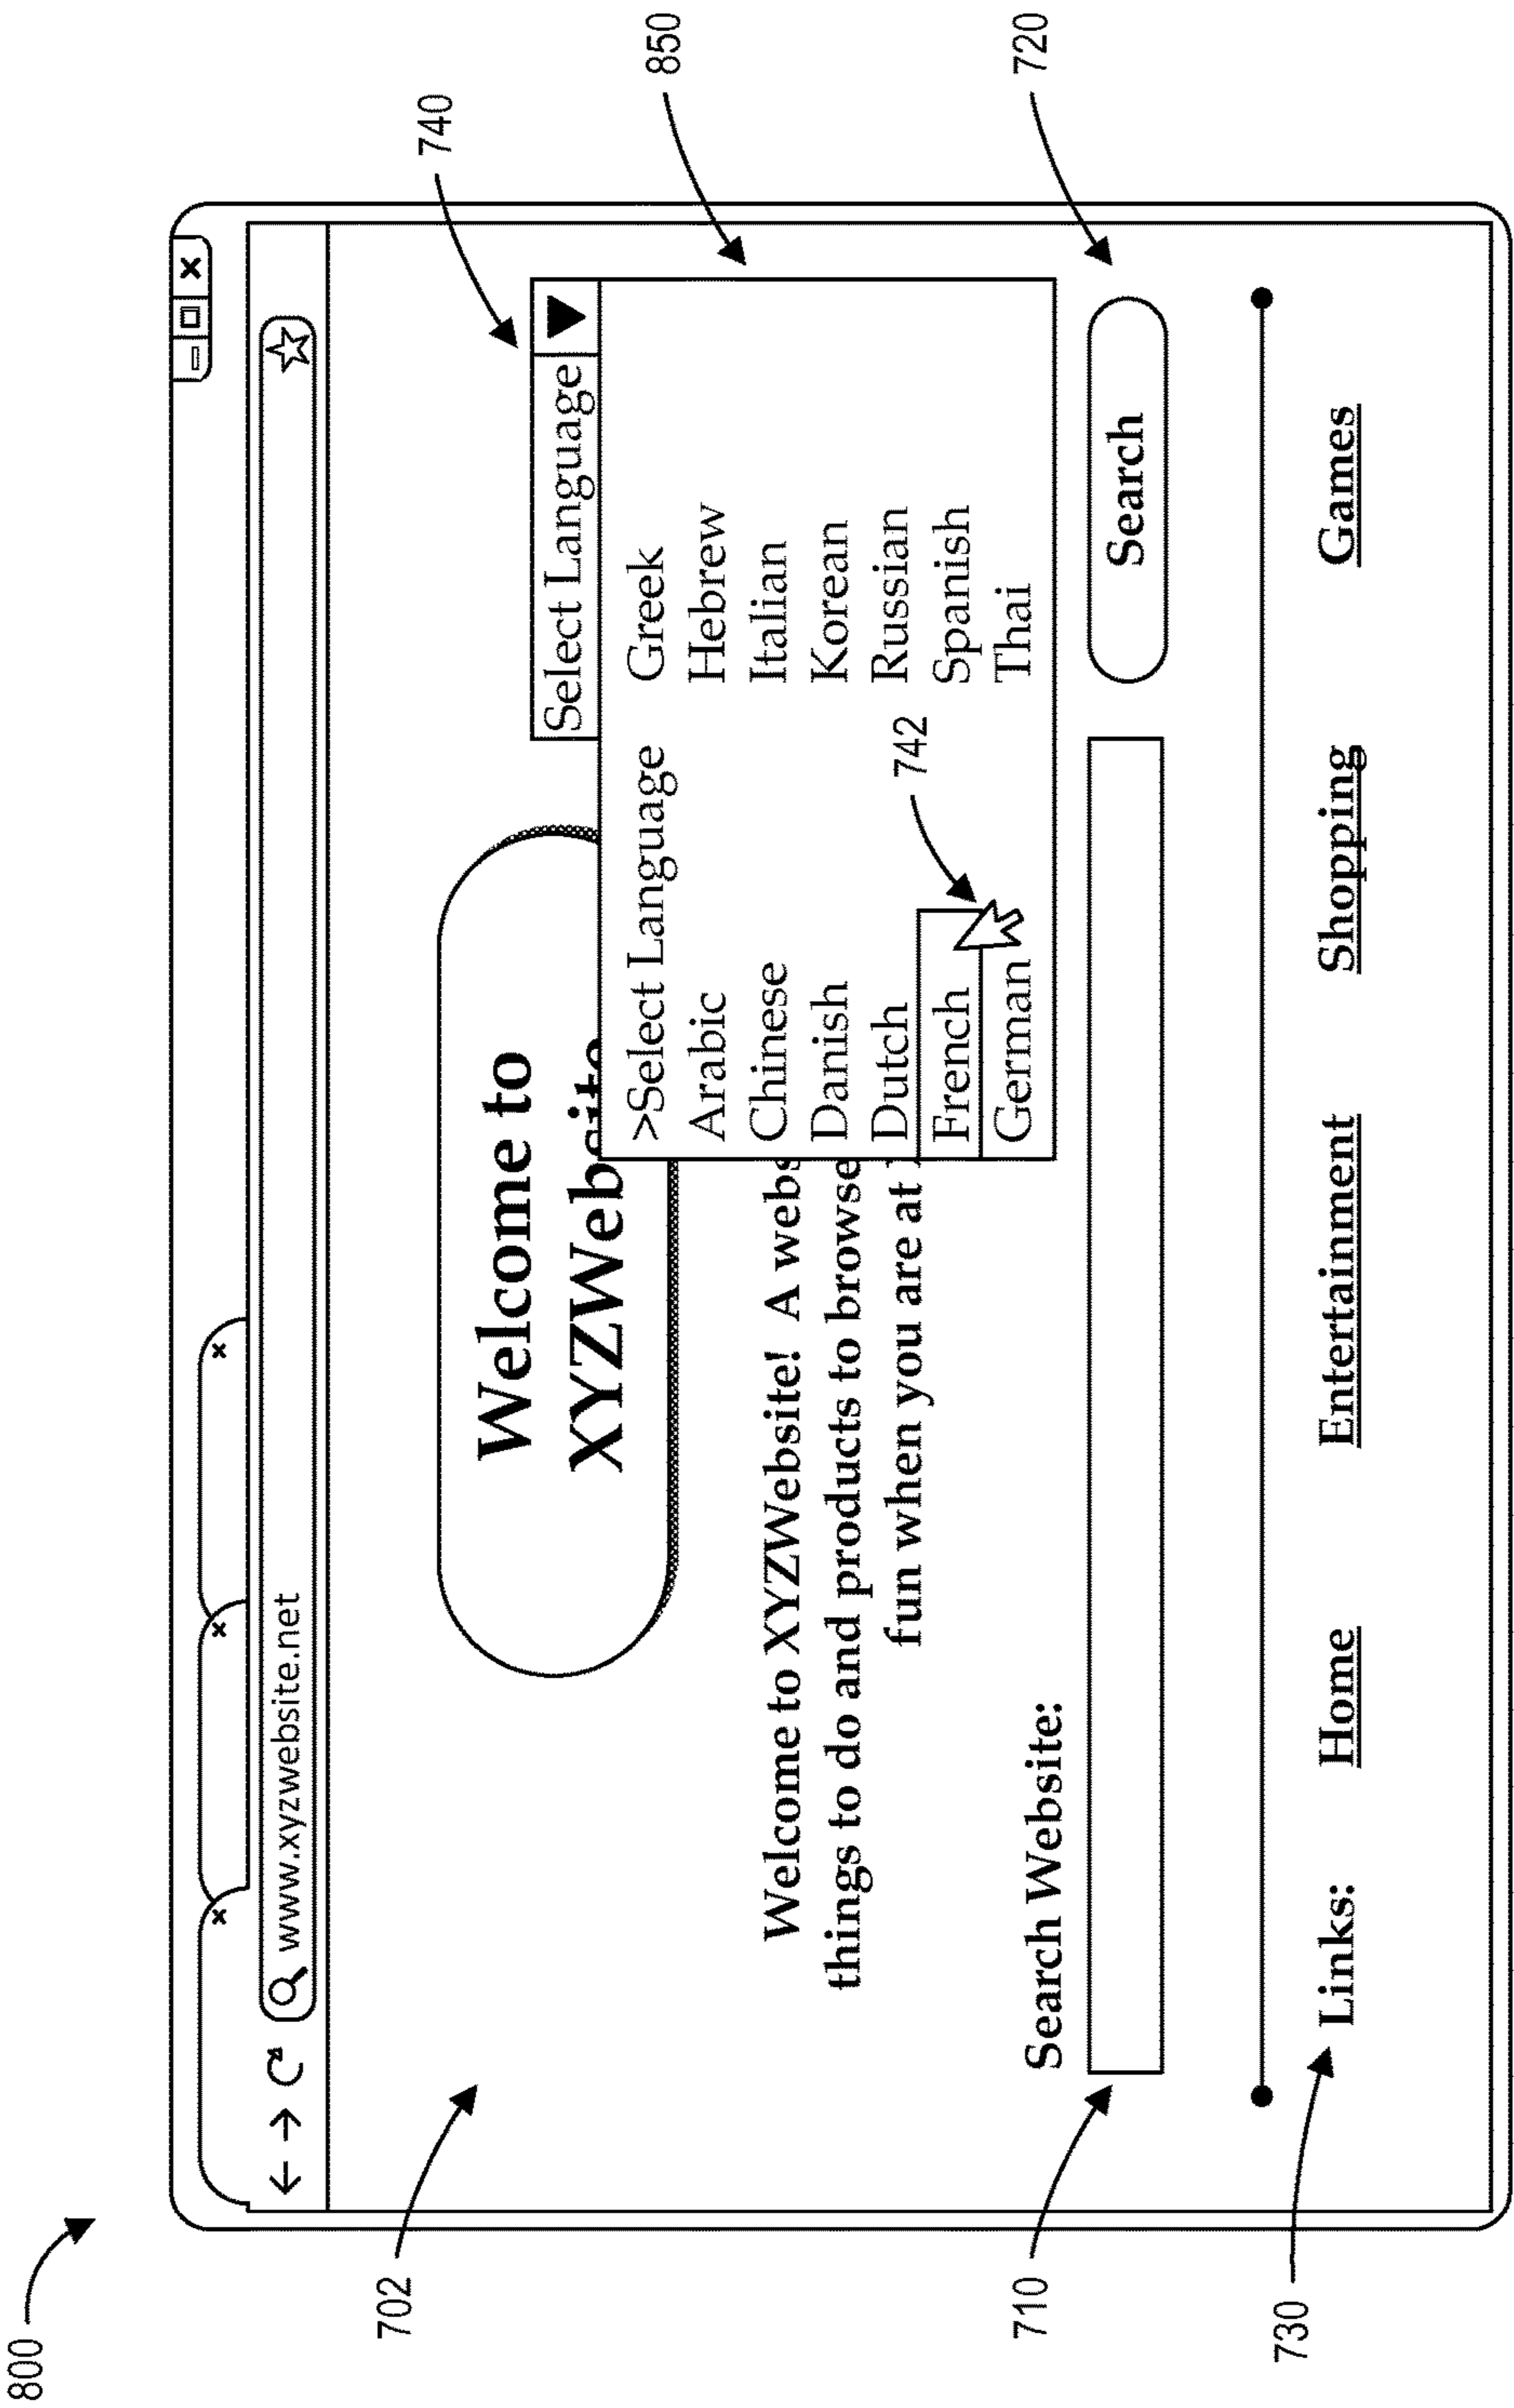 800
www.xyzwebsite.net
702
740
Welcome to
XYZWebsite
Select Language
850
>Select Language Greek
Arabic Hebrew
Chinese Italian
Danish Korean
Dutch Russian
French Spanish
German Thai
742
Welcome to XYZWebsite! A webs
things to do and products to browse
fun when you are at
Search Website:
710
Search
720
730
Links: Home Entertainment Shopping Games